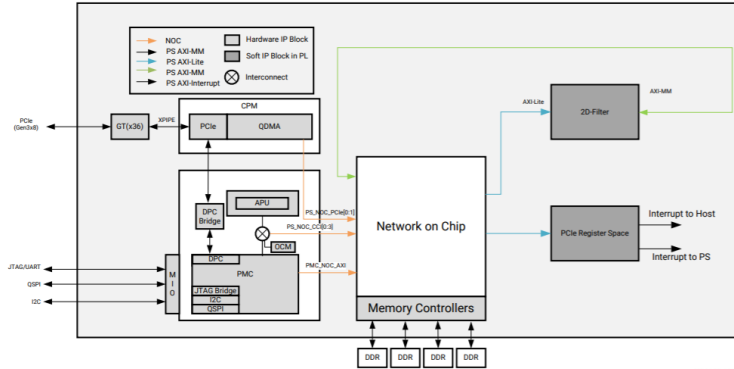 NOC
PS AXI-MM
PS AXI-Lite
PS AXI-MM
PS AXI-Interrupt
Hardware IP Block
Soft IP Block in PL
Interconnect
CPM
PCIe
(Gen3x8)
GT(x36)
XPIPE
PCIe
QDMA
AXI-Lite
2D-Filter
AXI-MM
APU
DPC
Bridge
OCM
PS_NOC_PCIe[0:1]
PS_NOC_CCI[0:3]
Network on Chip
PCIe Register Space
Interrupt to Host
Interrupt to PS
DPC
PMC
PMC_NOC_AXI
JTAG/UART
QSPI
I2C
M
I
O
JTAG Bridge
I2C
QSPI
Memory Controllers
DDR
DDR
DDR
DDR